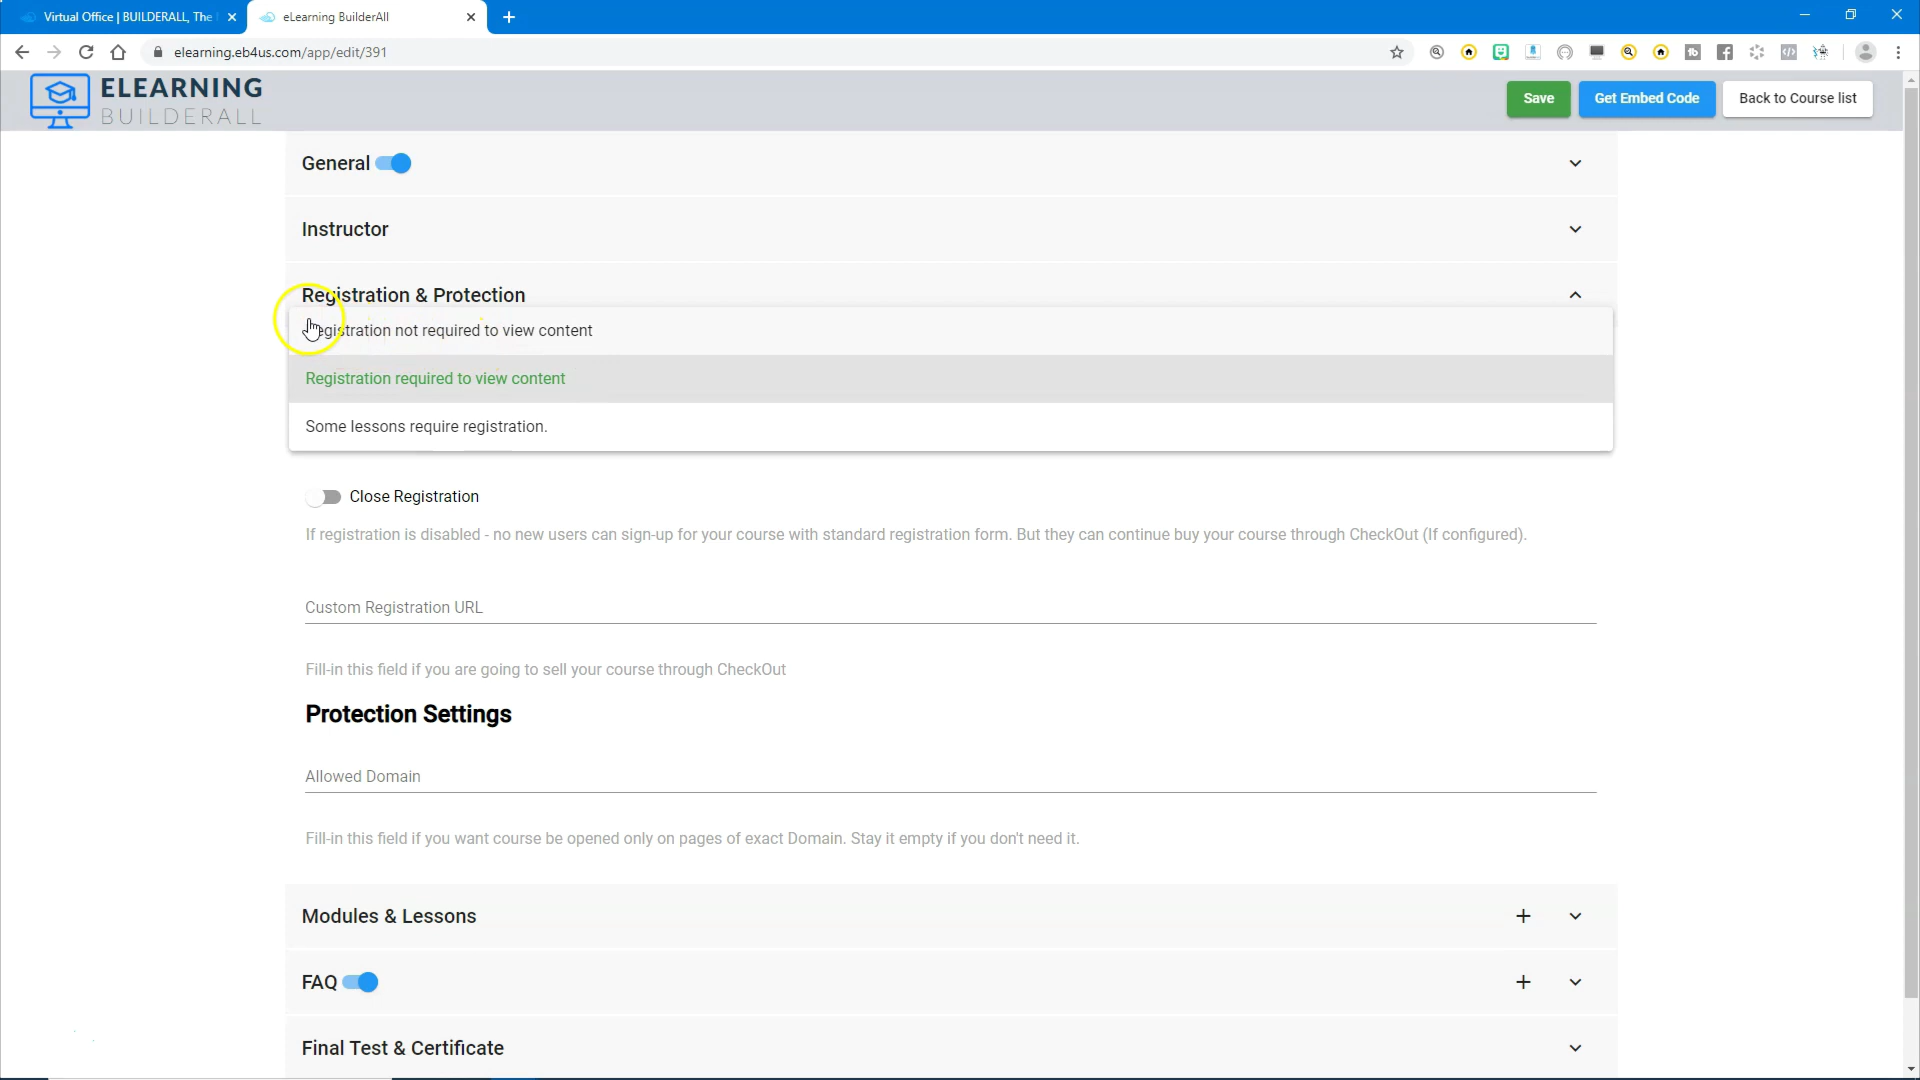 Virtual Office | BUILDERALL, The
eLearning BuilderAll
elearning.eb4us.com/app/edit/391
ELEARNING
BUILDERALL
Save
Get Embed Code
Back to Course list
General
Instructor
Registration & Protection
Registration not required to view content
Registration required to view content
Some lessons require registration.
Close Registration
If registration is disabled - no new users can sign-up for your course with standard registration form. But they can continue buy your course through CheckOut (If configured).
Custom Registration URL
Fill-in this field if you are going to sell your course through CheckOut
Protection Settings
Allowed Domain
Fill-in this field if you want course be opened only on pages of exact Domain. Stay it empty if you don't need it.
Modules & Lessons
FAQ
Final Test & Certificate